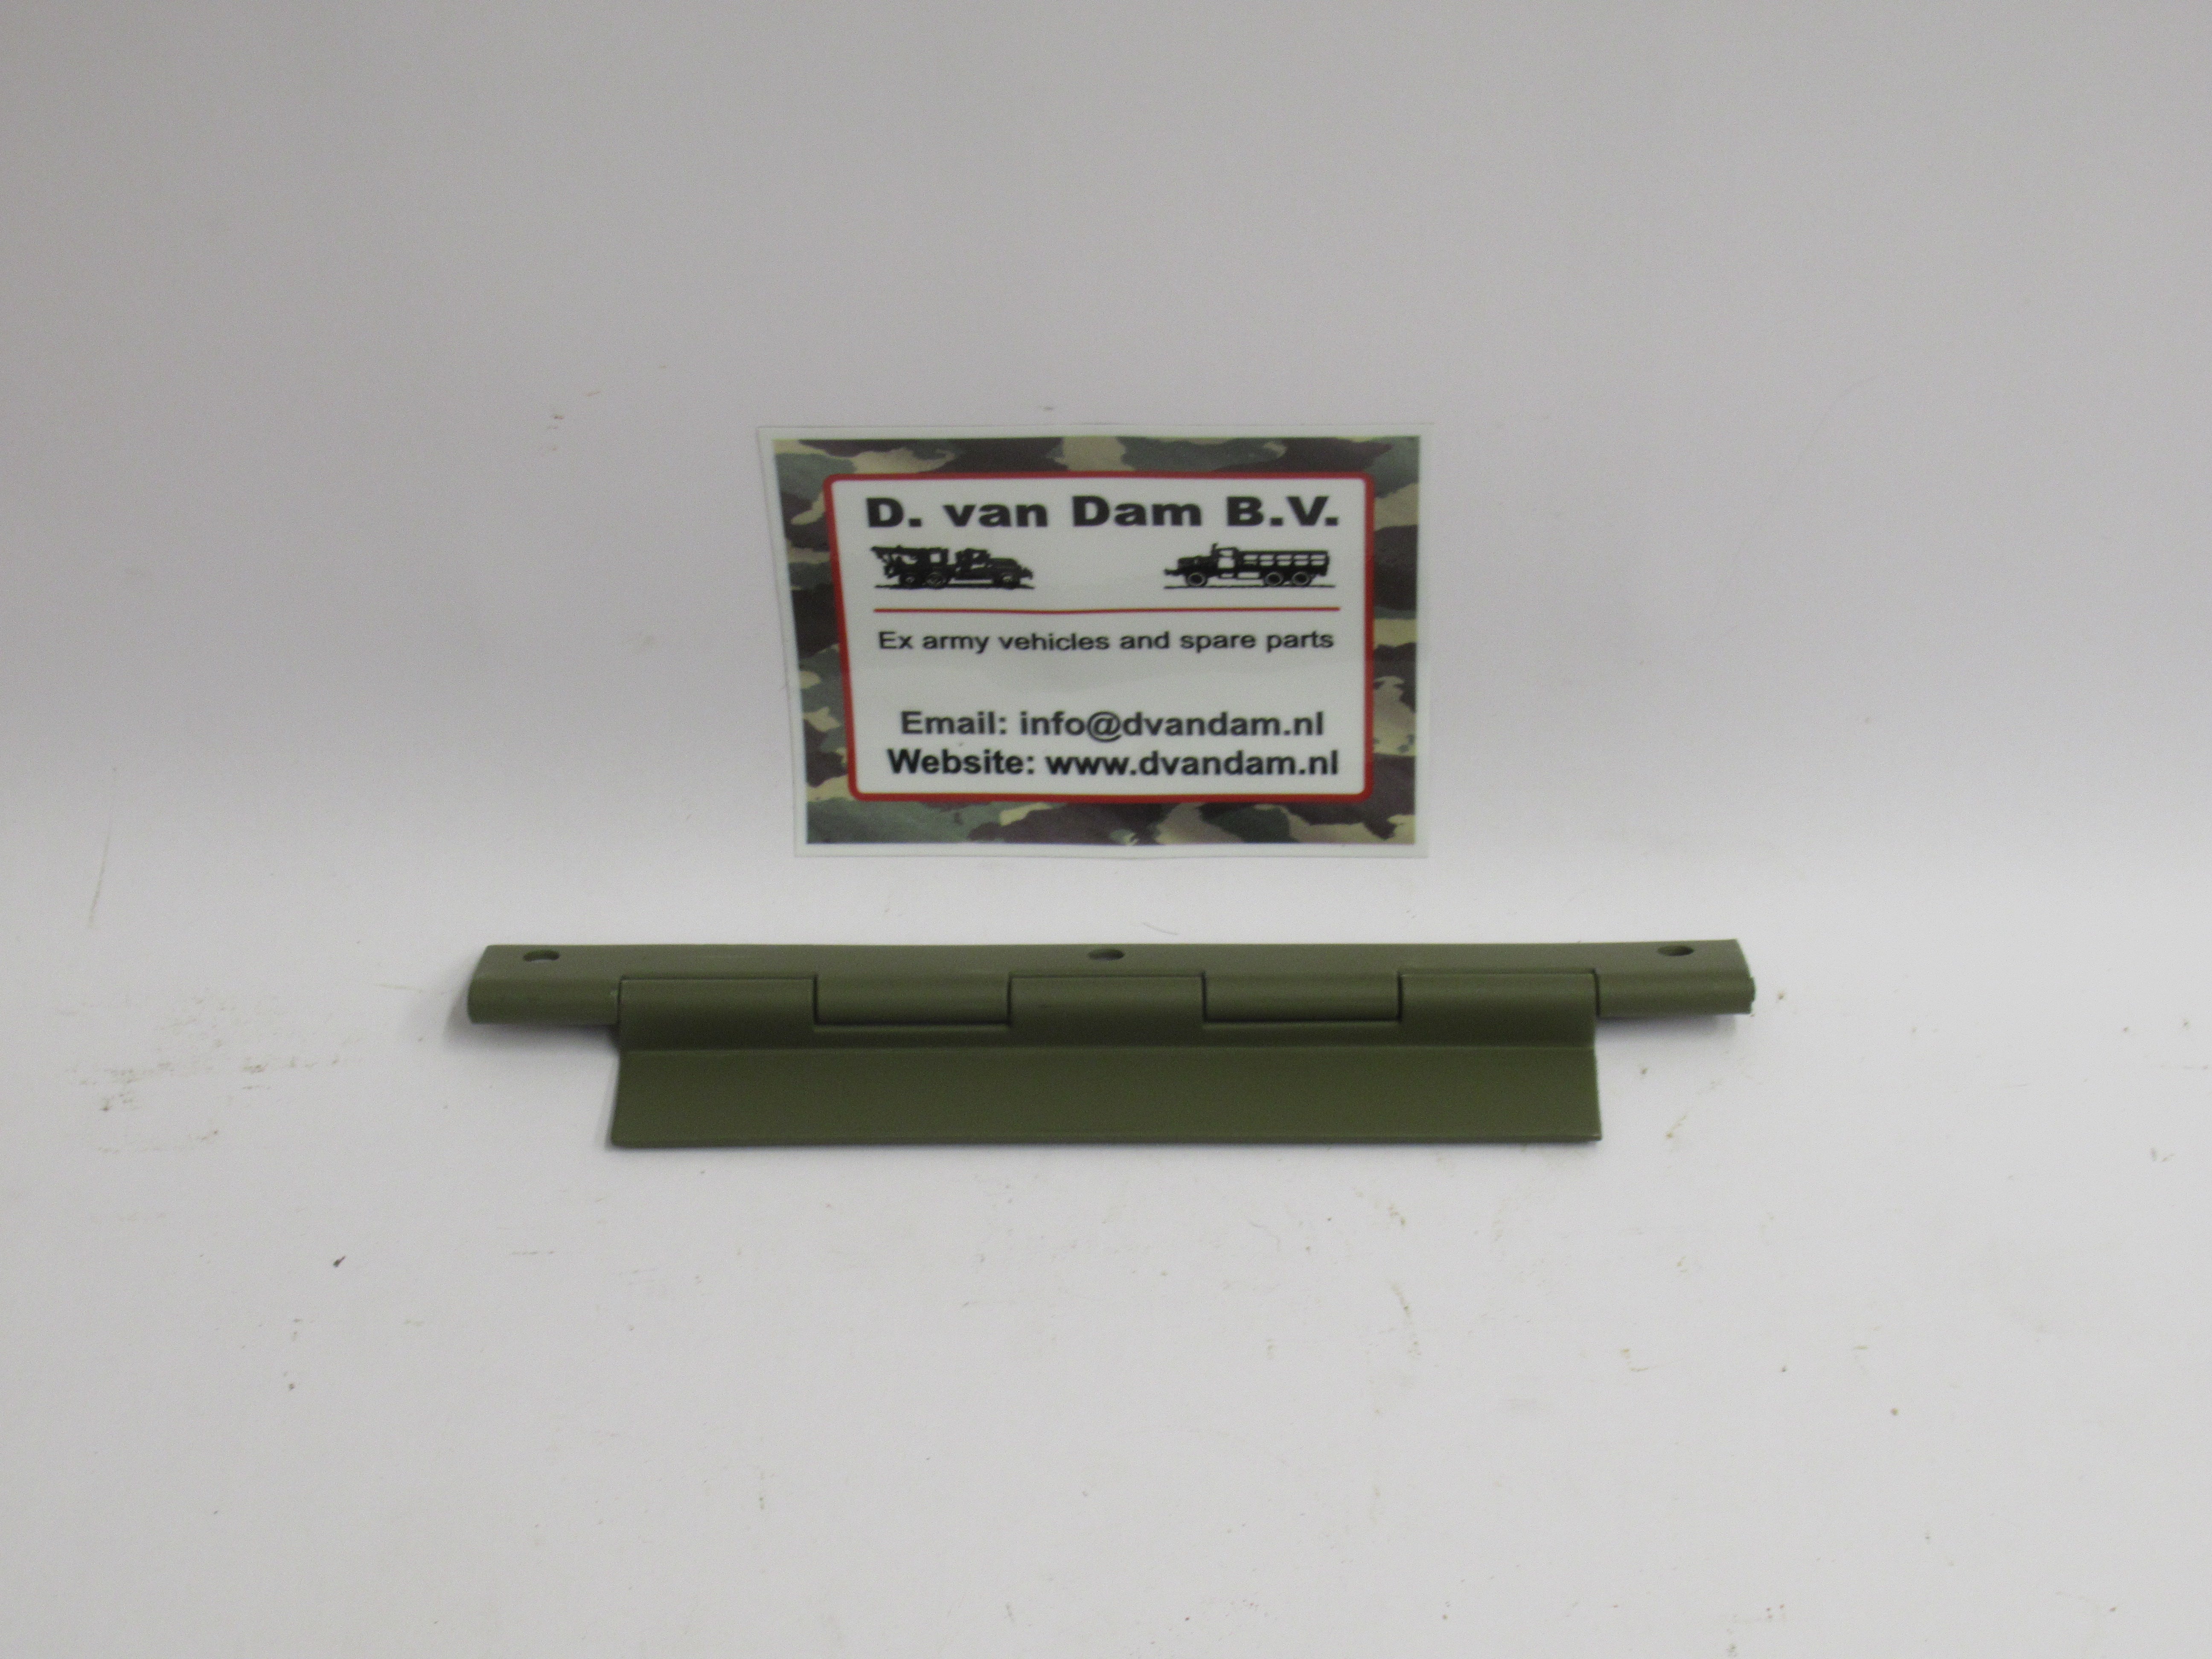 D. van Dam B.V.
Ex army vehicles and spare parts
Email: info@dvandam.nl
Website: www.dvandam.nl